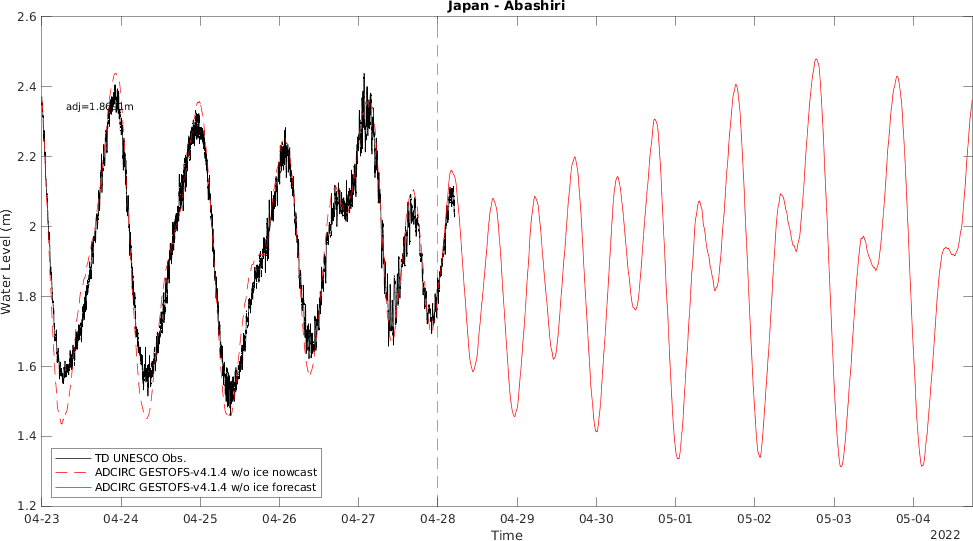 Japan - Abashiri
2.6
2.4
2.2
2
1.8
1.6
1.4
1.2
Water Level (m)
TD UNESCO Obs.
ADCIRC GESTOFS-v4.1.4 w/o ice nowcast
ADCIRC GESTOFS-v4.1.4 w/o ice forecast
04-23 04-24 04-25 04-26 04-27 04-28 04-29 04-30 05-01 05-02 05-03 05-04
Time
2022